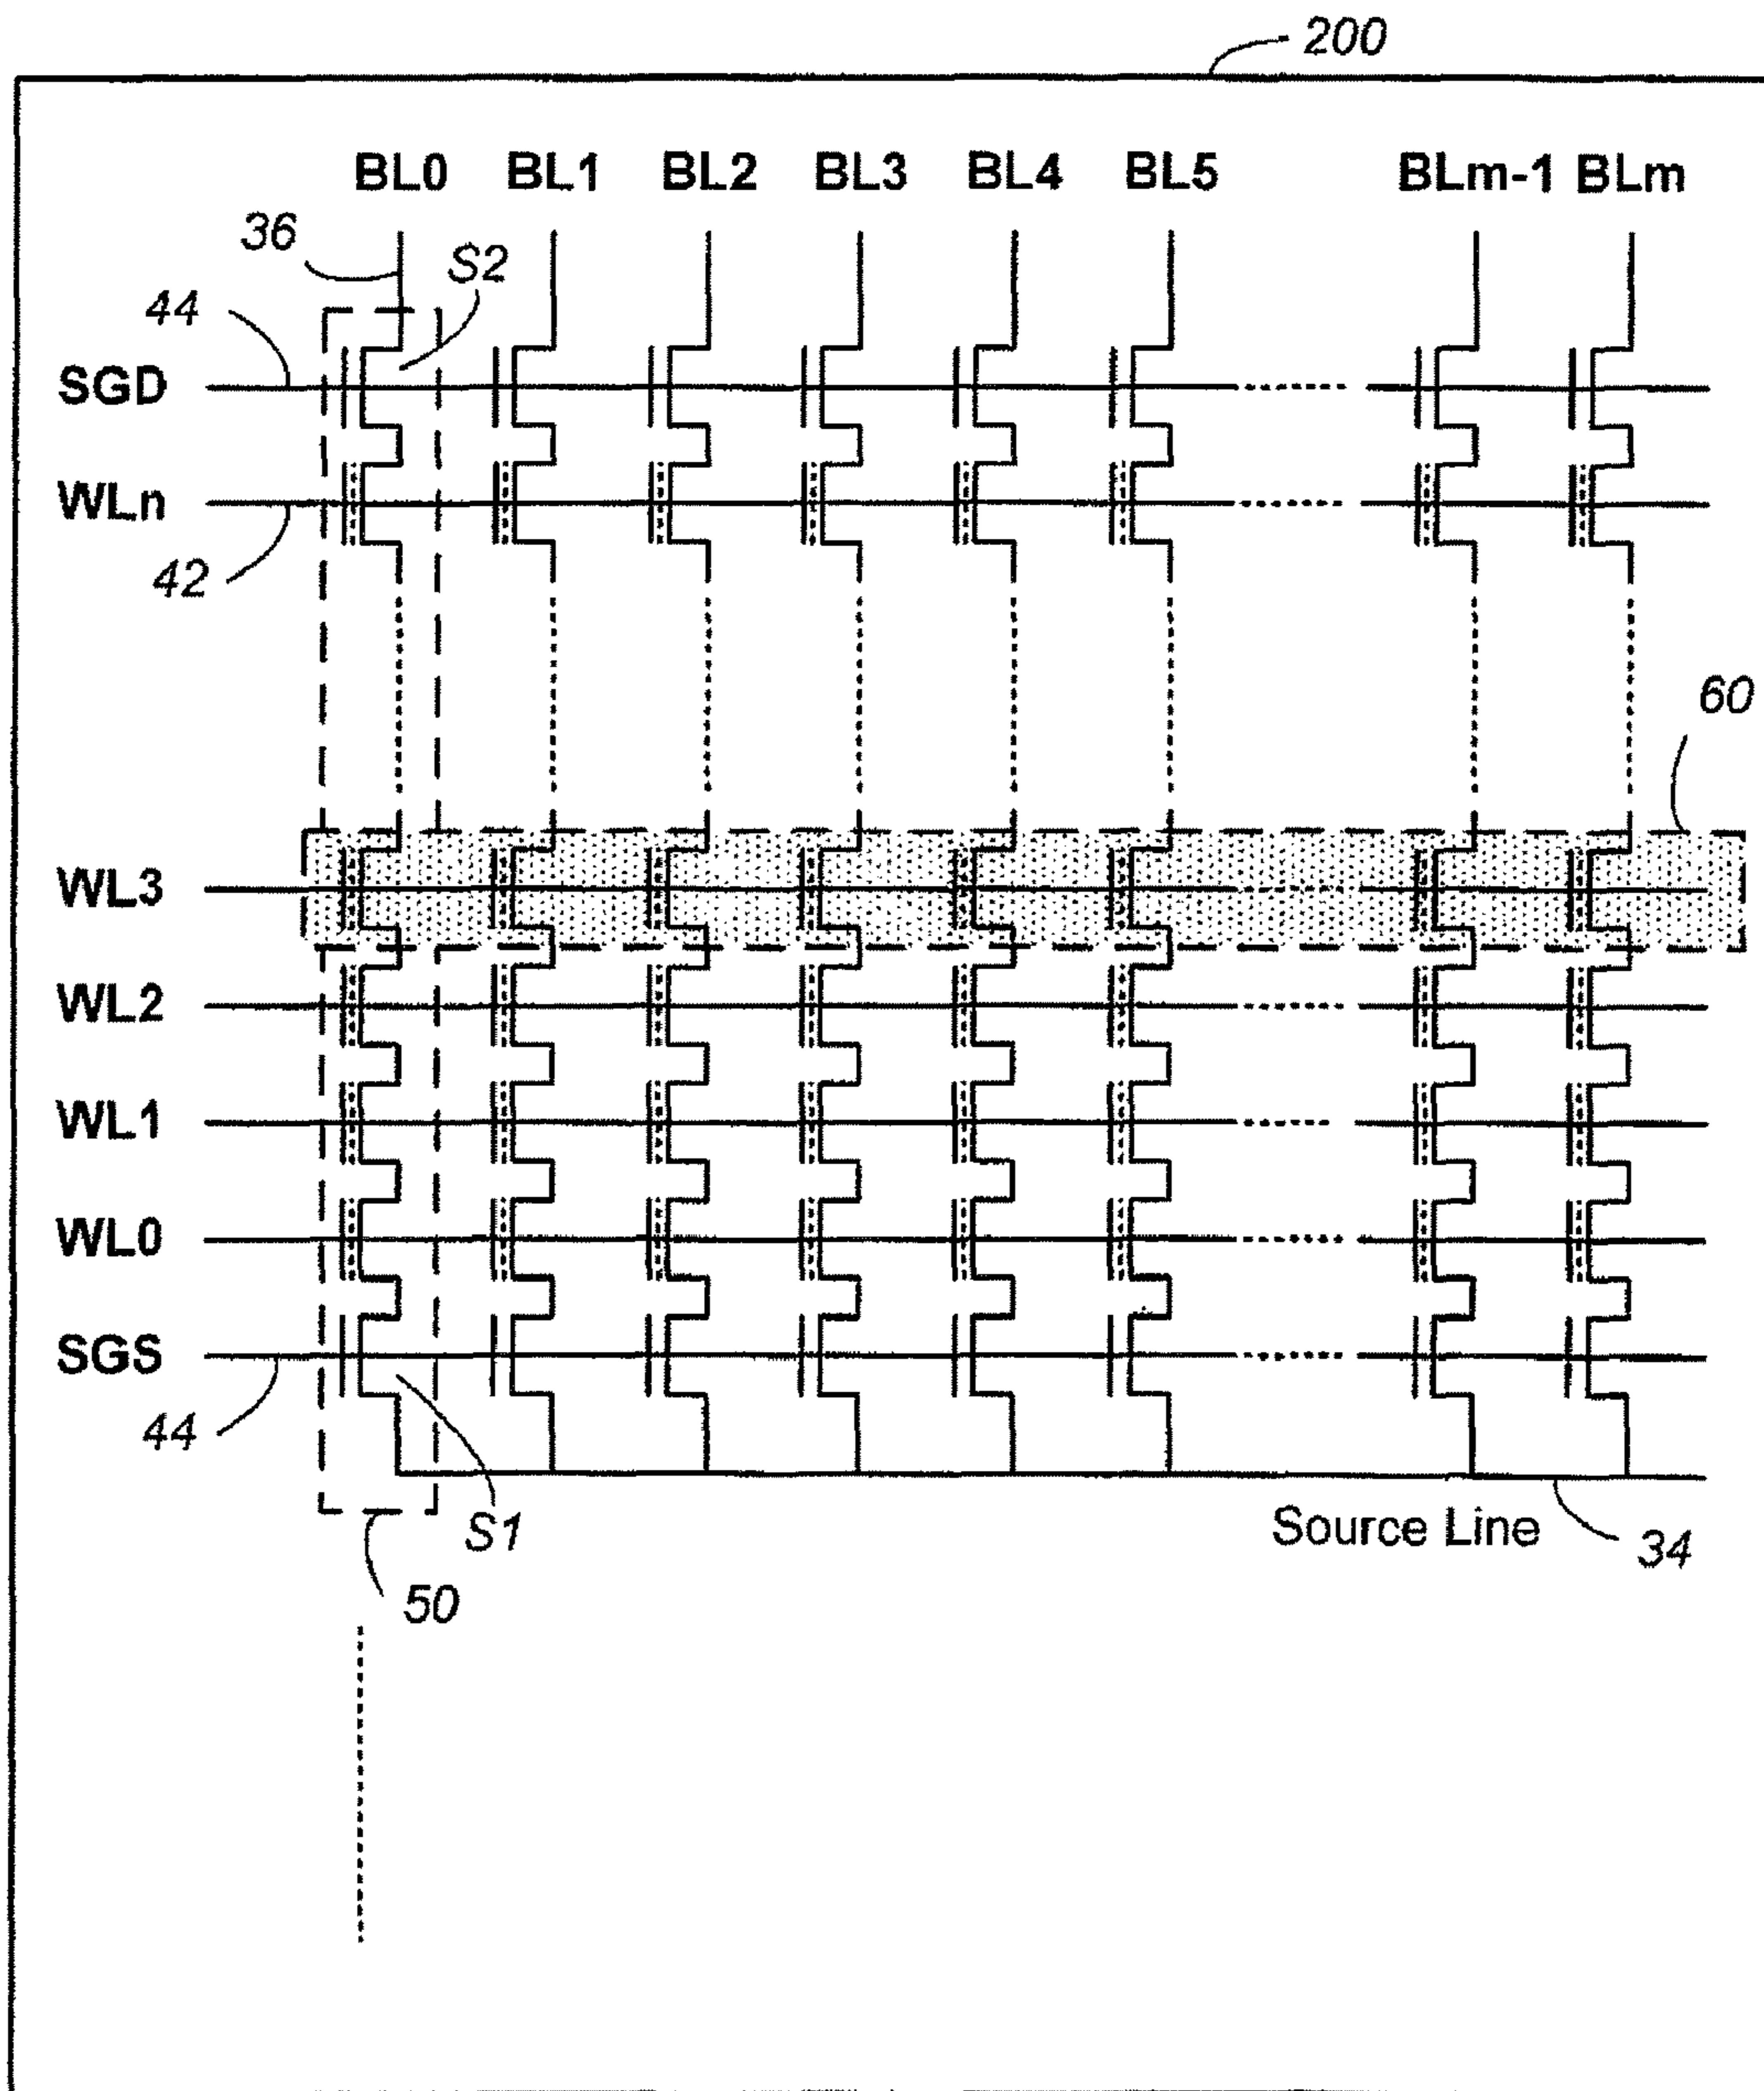 200
BL0 BL1 BL2 BL3 BL4 BL5 BLm-1 BLm
36
S2
44
SGD
WLn
42
60
WL3
WL2
WL1
WL0
SGS
44
S1
Source Line
34
50